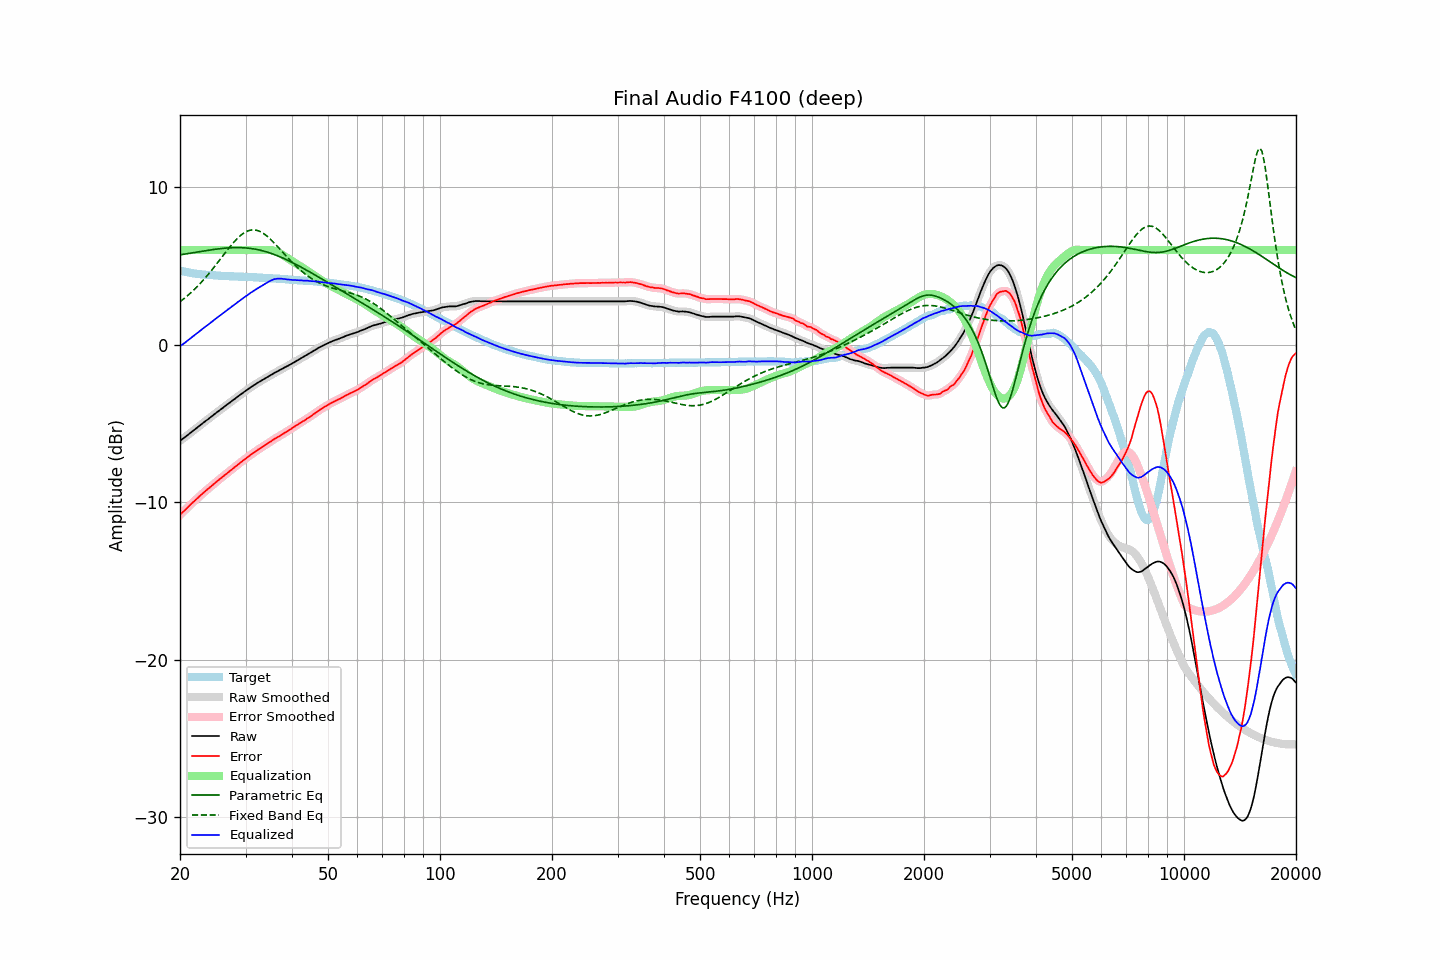 Final Audio F4100 (deep)
Amplitude (dBr)
10
0
−10
−20
−30
Target
Raw Smoothed
Error Smoothed
Raw
Error
Equalization
Parametric Eq
Fixed Band Eq
Equalized
20 50 100 200 500 1000 2000 5000 10000 20000
Frequency (Hz)